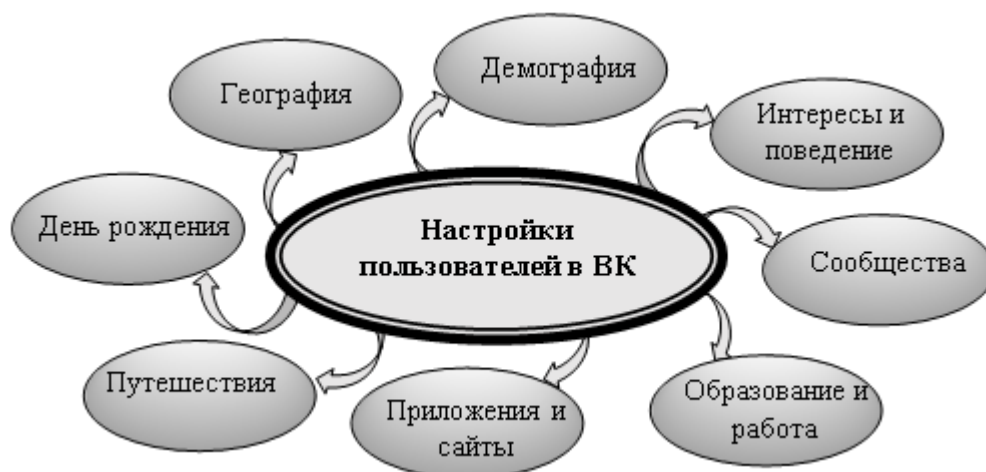 Демография
География
Интересы и
поведение
День рождения
Настройки
пользователей в ВК
Сообщества
Путешествия
Приложения и
сайты
Образование и
работа